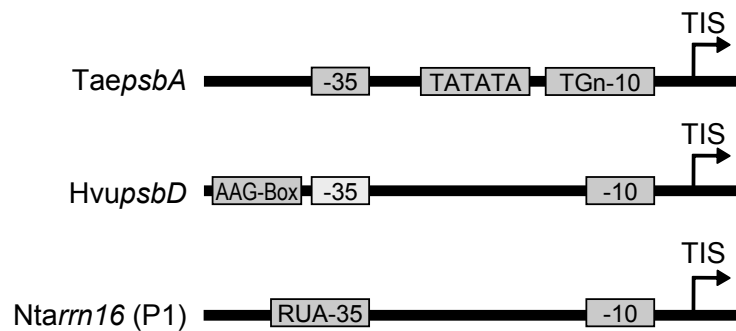 TIS
TaepsbA -35 TATATA TGn-10
TIS
HvupsbD AAG-Box -35 -10
TIS
Ntarrn16 (P1) RUA-35 -10